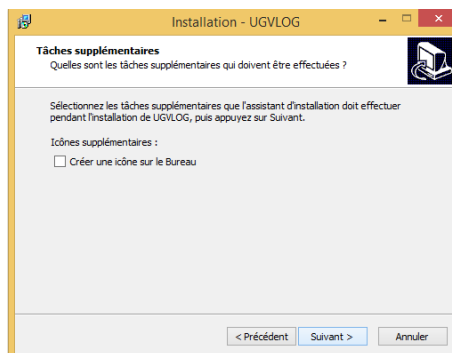 Installation - UGVLOG
Tâches supplémentaires
Quelles sont les tâches supplémentaires qui doivent être effectuées ?
Sélectionnez les tâches supplémentaires que l'assistant d'installation doit effectuer
pendant l'installation de UGVLOG, puis appuyez sur Suivant.
Icônes supplémentaires :
Créer une icône sur le Bureau
< Précédent Suivant > Annuler